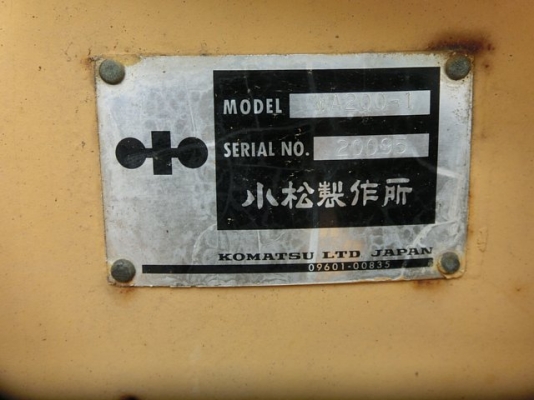 MODEL
SERIAL NO.
小松製作所
KOMATSU LTD JAPAN
09601-00835